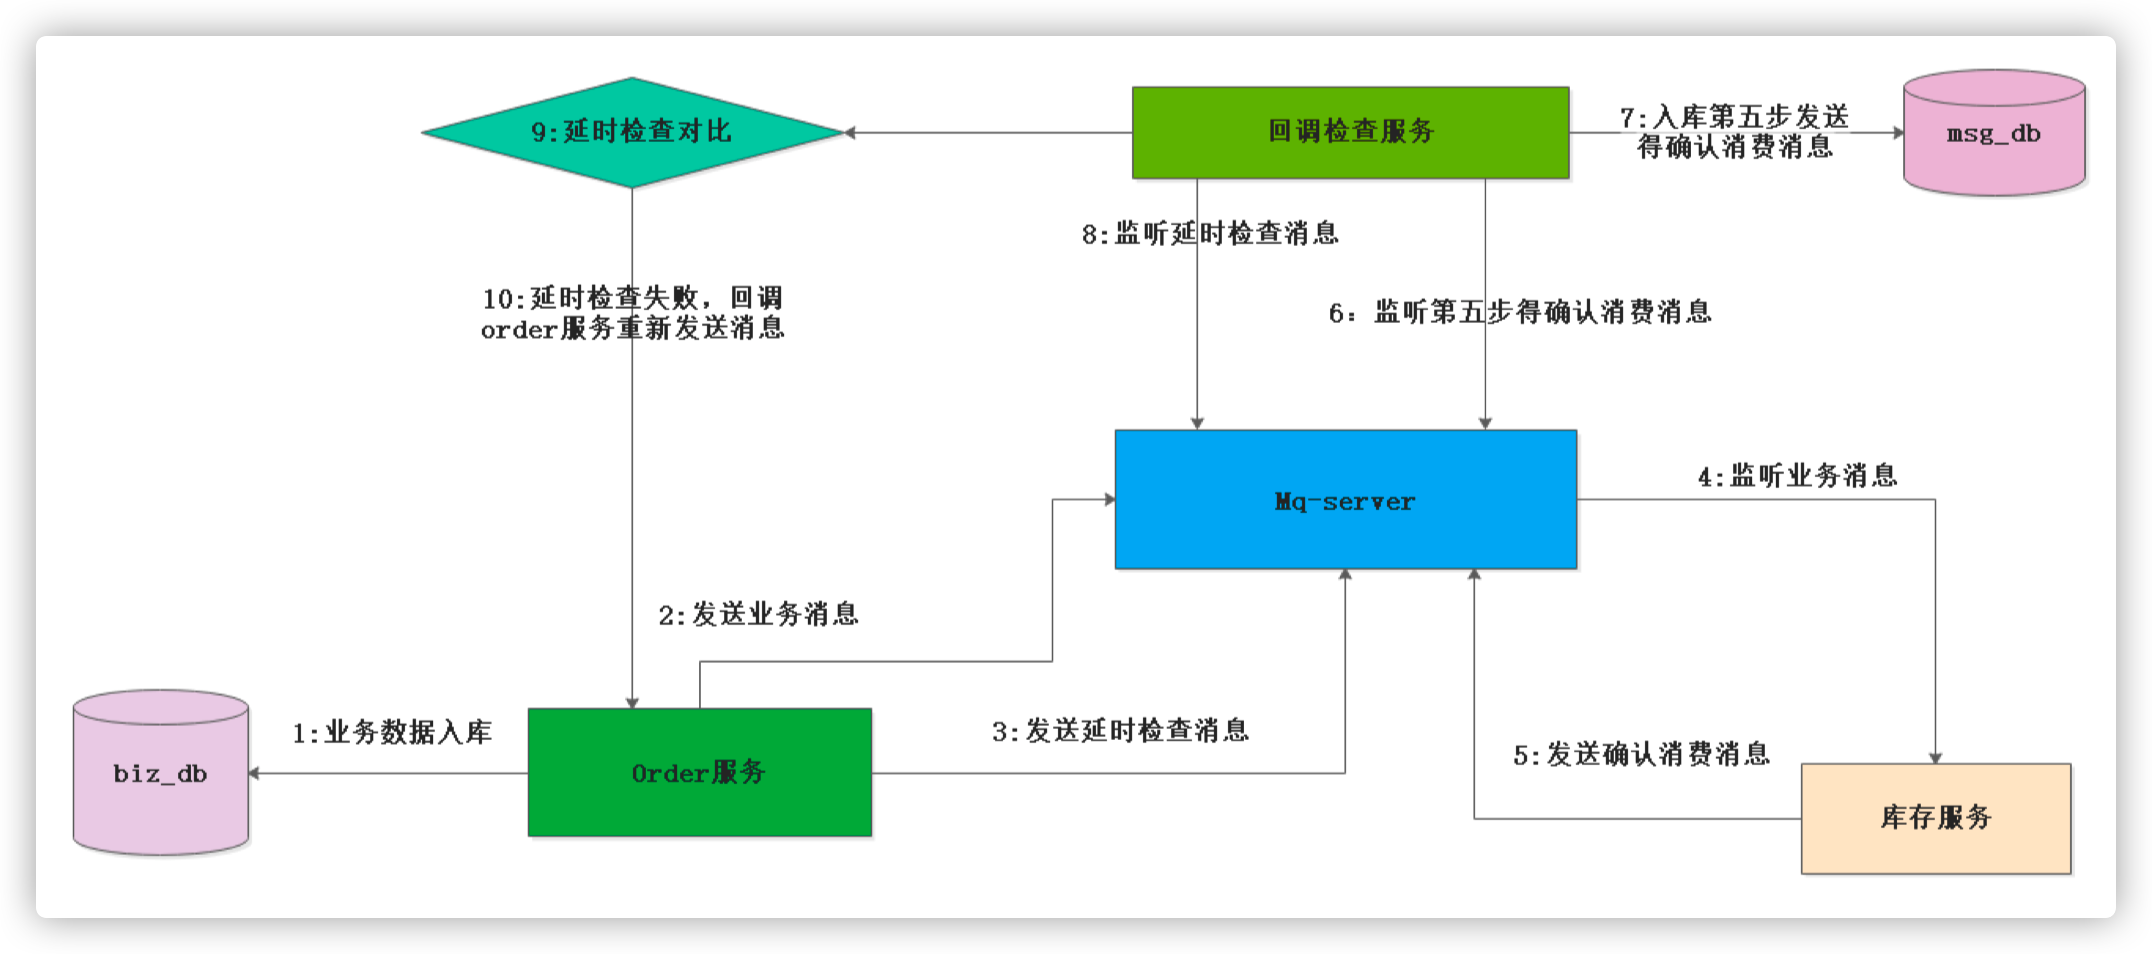 9:延时检查对比
回调检查服务
7:入库第五步发送
得确认消费消息
msg_db
8:监听延时检查消息
10:延时检查失败，回调
order服务重新发送消息
6：监听第五步得确认消费消息
4:监听业务消息
Mq-server
2:发送业务消息
1:业务数据入库
3:发送延时检查消息
5:发送确认消费消息
biz_db
Order服务
库存服务